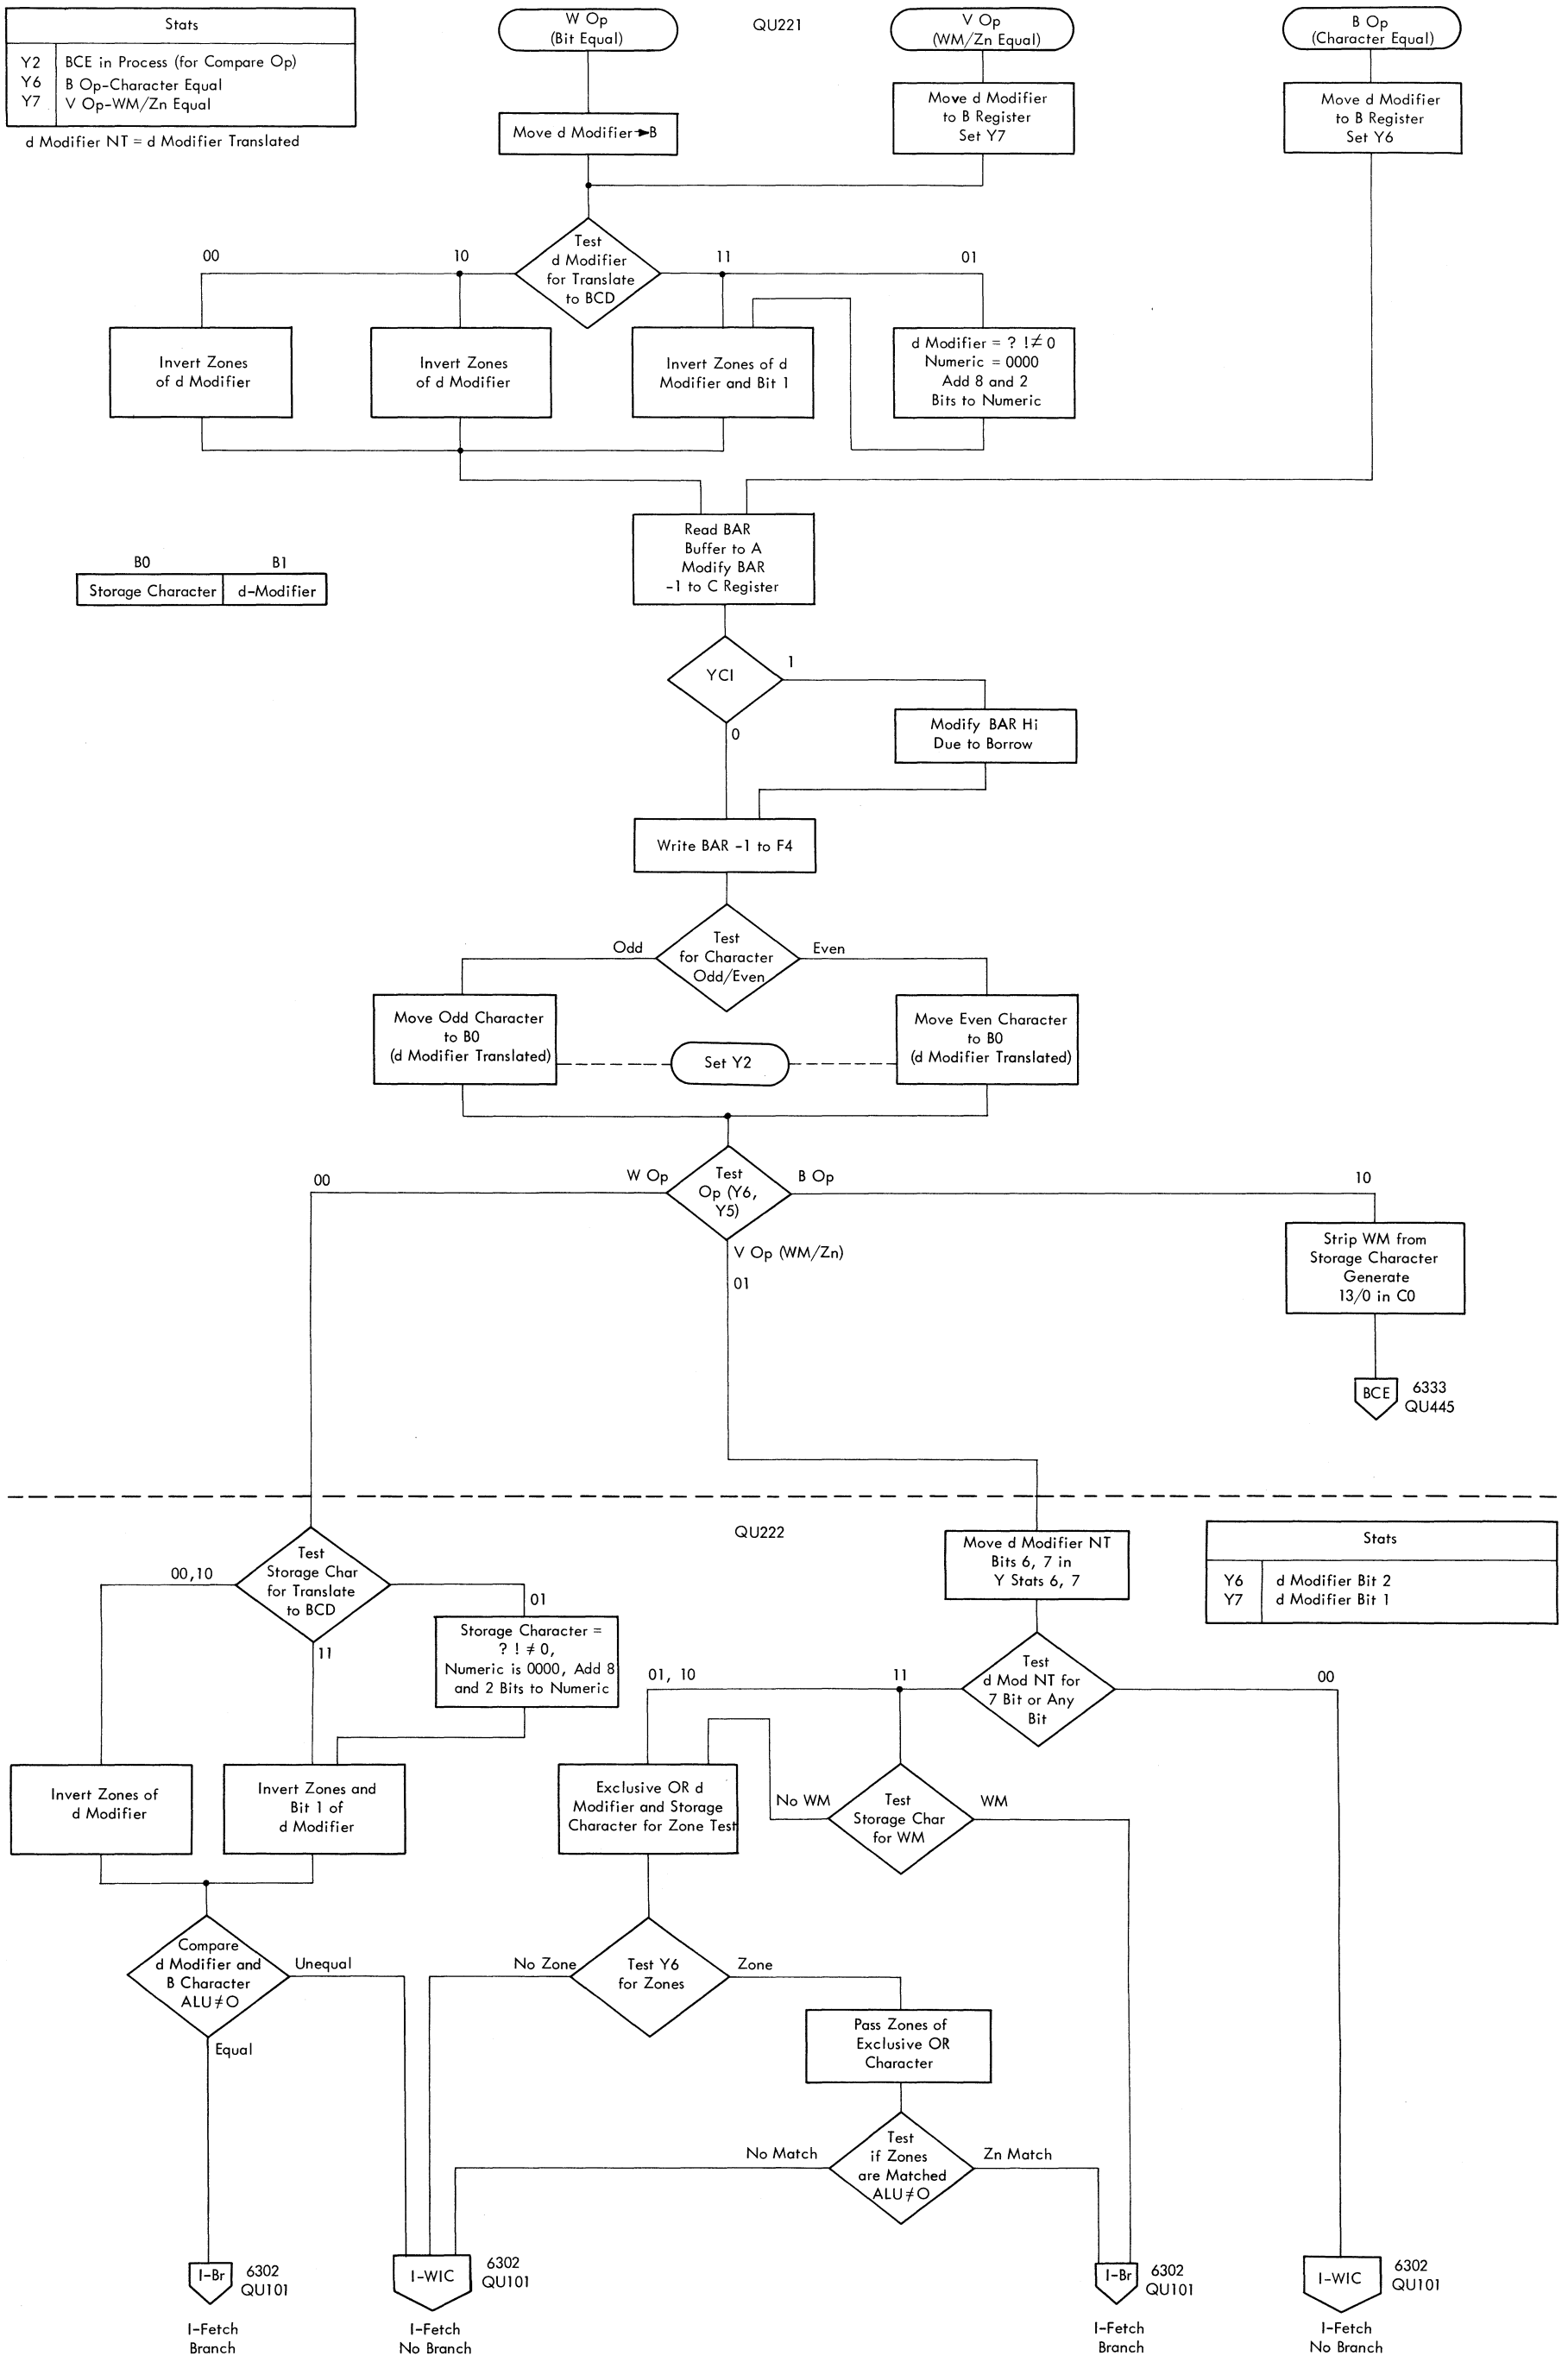 Stats
Y2 BCE in Process (for Compare Op)
Y6 B Op-Character Equal
Y7 V Op-WM/Zn Equal
d Modifier NT = d Modifier Translated
W Op
(Bit Equal)
QU221
V Op
(WM/Zn Equal)
B Op
(Character Equal)
Move d Modifier→B
Move d Modifier
to B Register
Set Y7
Move d Modifier
to B Register
Set Y6
Test
d Modifier
for Translate
to BCD
00
10
11
01
Invert Zones
of d Modifier
Invert Zones
of d Modifier
Invert Zones of d
Modifier and Bit 1
d Modifier = ? !≠ 0
Numeric = 0000
Add 8 and 2
Bits to Numeric
Read BAR
Buffer to A
Modify BAR
-1 to C Register
B0 B1
Storage Character d-Modifier
YCI
1
0
Modify BAR Hi
Due to Borrow
Write BAR -1 to F4
Test
for Character
Odd/Even
Odd
Even
Move Odd Character
to B0
(d Modifier Translated)
Set Y2
Move Even Character
to B0
(d Modifier Translated)
Test
Op (Y6,
Y5)
00
W Op
B Op
10
V Op (WM/Zn)
01
Strip WM from
Storage Character
Generate
13/0 in C0
BCE
6333
QU445
QU222
Test
Storage Char
for Translate
to BCD
00,10
01
11
Storage Character =
? ! ≠ 0,
Numeric is 0000, Add 8
and 2 Bits to Numeric
Move d Modifier NT
Bits 6, 7 in
Y Stats 6, 7
Stats
Y6 d Modifier Bit 2
Y7 d Modifier Bit 1
Test
d Mod NT for
7 Bit or Any
Bit
01, 10
11
00
Invert Zones of
d Modifier
Invert Zones and
Bit 1 of
d Modifier
Exclusive OR d
Modifier and Storage
Character for Zone Test
No WM
Test
Storage Char
for WM
WM
Compare
d Modifier and
B Character
ALU≠O
Unequal
Equal
No Zone
Test Y6
for Zones
Zone
Pass Zones of
Exclusive OR
Character
No Match
Test
if Zones
are Matched
ALU≠O
Zn Match
I-Br
6302
QU101
I-Fetch
Branch
I-WIC
6302
QU101
I-Fetch
No Branch
I-Br
6302
QU101
I-Fetch
Branch
I-WIC
6302
QU101
I-Fetch
No Branch